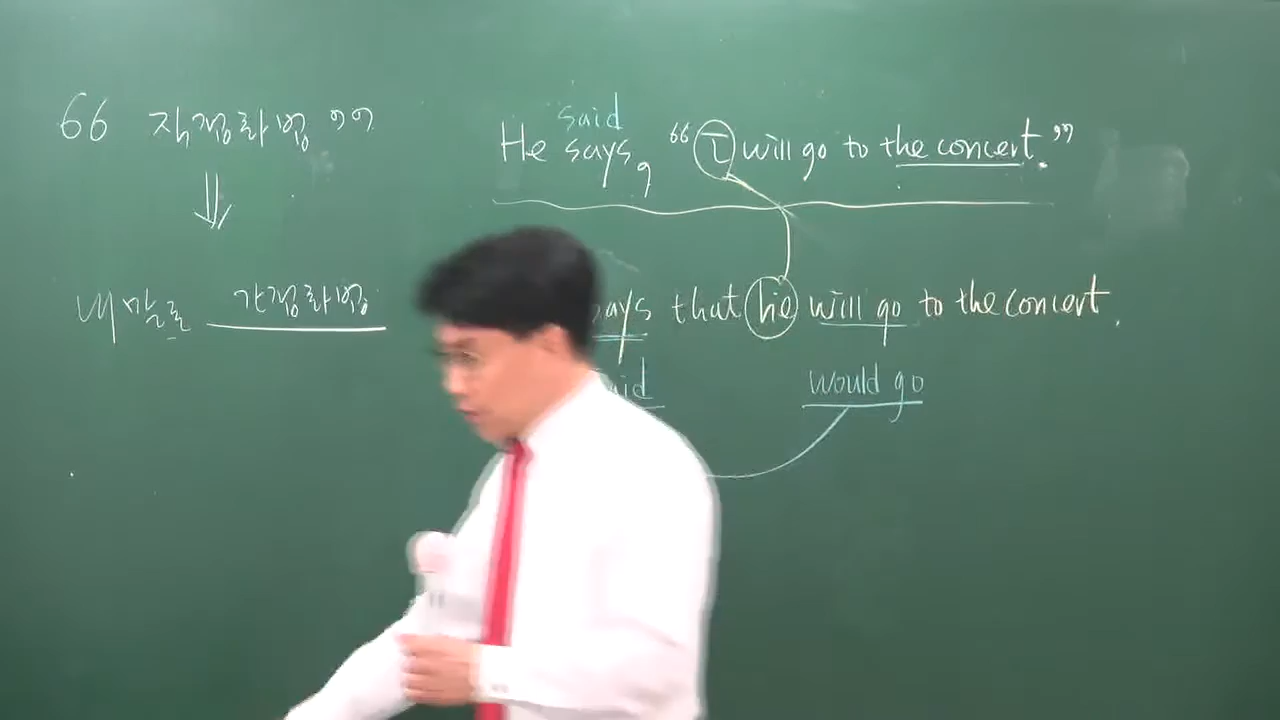 “ 직접화법 ”
said
He says, “I will go to the concert.”
내 말로 간접화법
says that he will go to the concert.
said would go